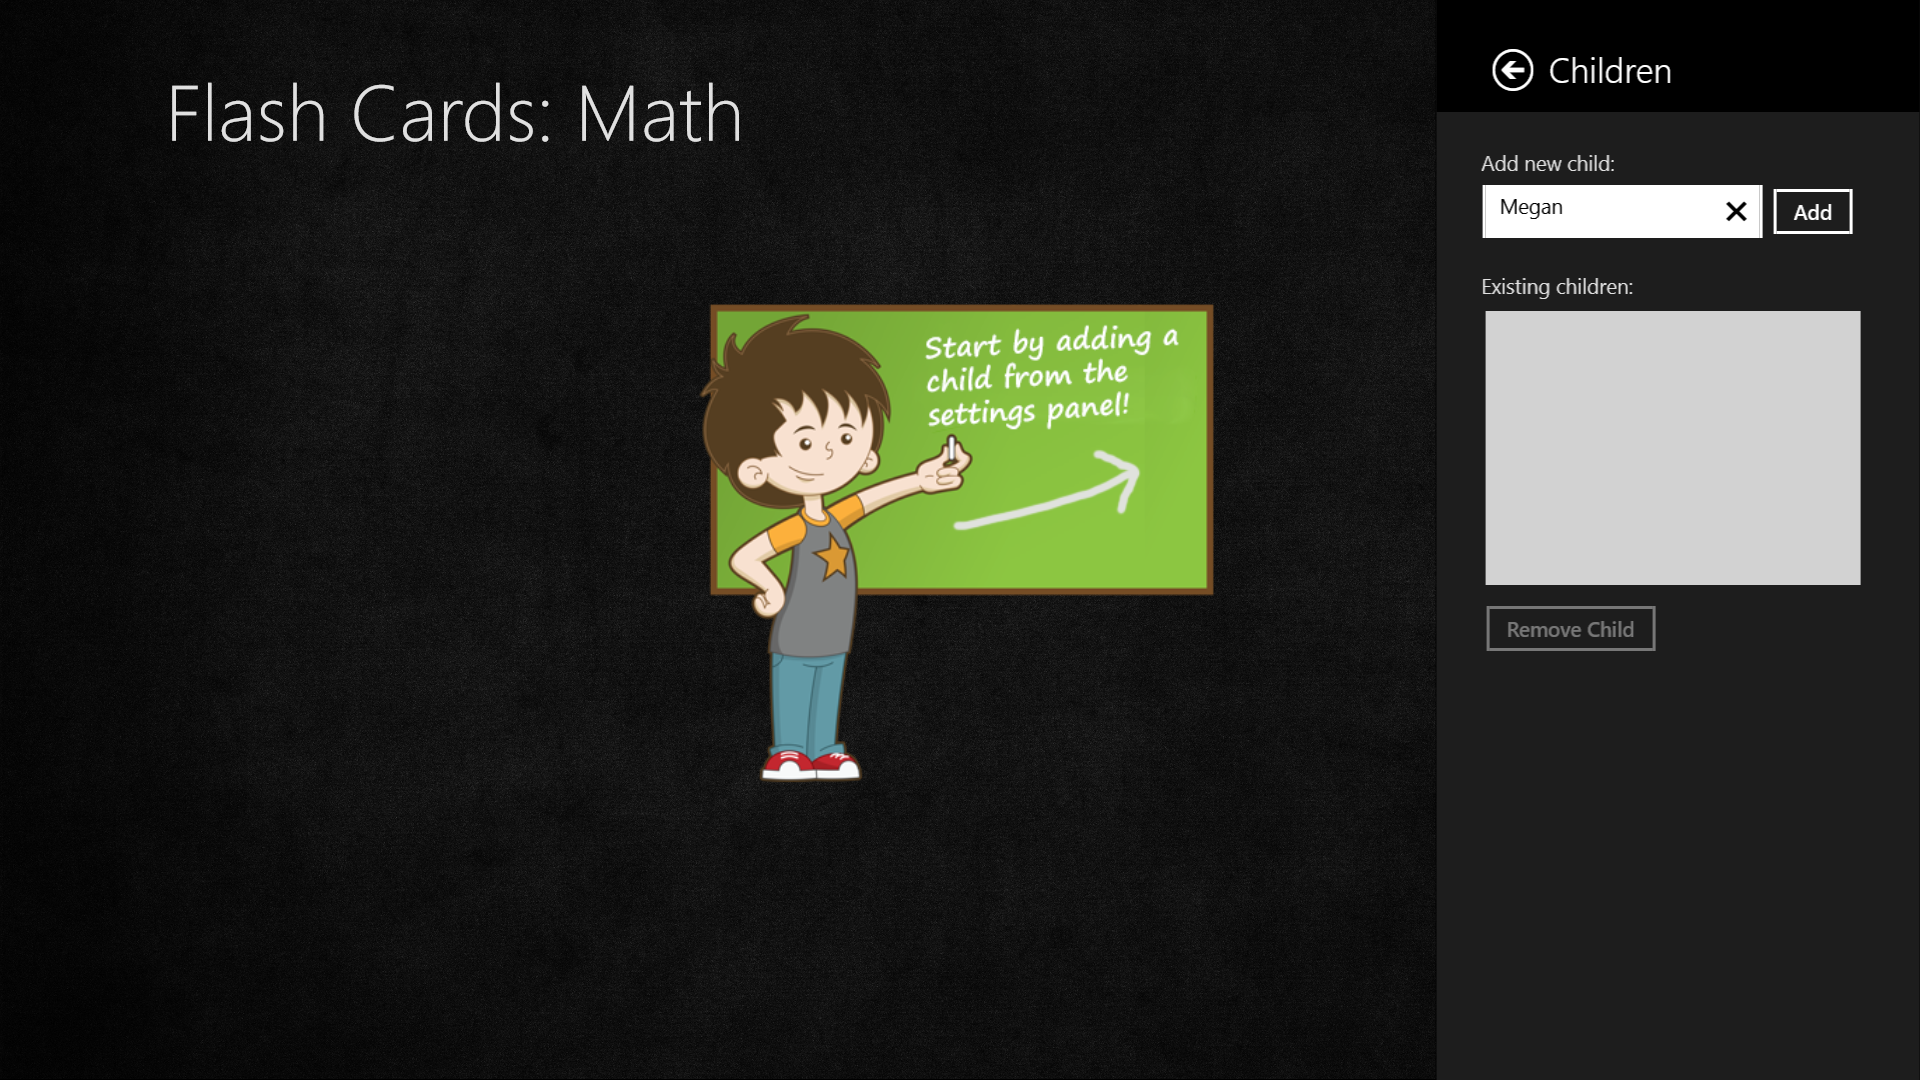 Flash Cards: Math
Start by adding a
child from the
settings panel!
Children
Add new child:
Megan
Add
Existing children:
Remove Child